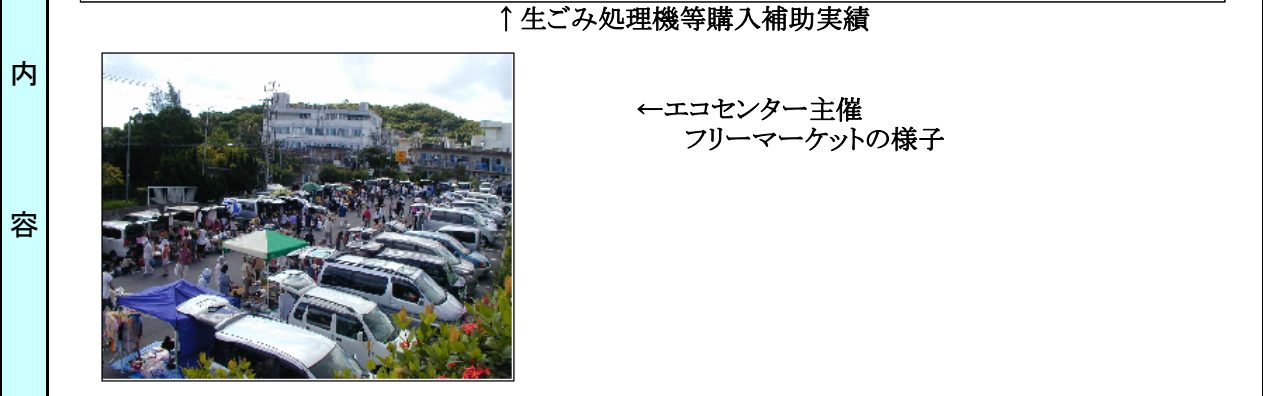 ↑生ごみ処理機等購入補助実績
内
容
←エコセンター主催
フリーマーケットの様子